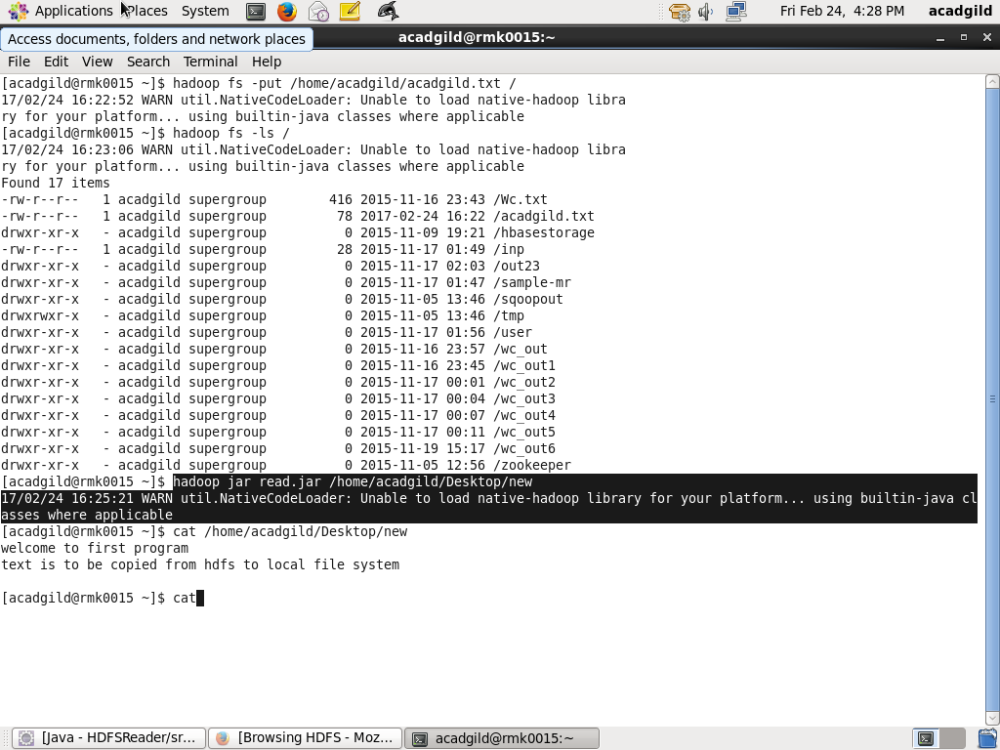 Applications Places System Fri Feb 24, 4:28 PM acadgild
Access documents, folders and network places
acadgild@rmk0015:~
File Edit View Search Terminal Help
[acadgild@rmk0015 ~]$ hadoop fs -put /home/acadgild/acadgild.txt /
17/02/24 16:22:52 WARN util.NativeCodeLoader: Unable to load native-hadoop libra
ry for your platform... using builtin-java classes where applicable
[acadgild@rmk0015 ~]$ hadoop fs -ls /
17/02/24 16:23:06 WARN util.NativeCodeLoader: Unable to load native-hadoop libra
ry for your platform... using builtin-java classes where applicable
Found 17 items
-rw-r--r--   1 acadgild supergroup        416 2015-11-16 23:43 /Wc.txt
-rw-r--r--   1 acadgild supergroup         78 2017-02-24 16:22 /acadgild.txt
drwxr-xr-x   - acadgild supergroup          0 2015-11-09 19:21 /hbasestorage
-rw-r--r--   1 acadgild supergroup         28 2015-11-17 01:49 /inp
drwxr-xr-x   - acadgild supergroup          0 2015-11-17 02:03 /out23
drwxr-xr-x   - acadgild supergroup          0 2015-11-17 01:47 /sample-mr
drwxr-xr-x   - acadgild supergroup          0 2015-11-05 13:46 /sqoopout
drwxrwxr-x   - acadgild supergroup          0 2015-11-05 13:46 /tmp
drwxr-xr-x   - acadgild supergroup          0 2015-11-17 01:56 /user
drwxr-xr-x   - acadgild supergroup          0 2015-11-16 23:57 /wc_out
drwxr-xr-x   - acadgild supergroup          0 2015-11-16 23:45 /wc_out1
drwxr-xr-x   - acadgild supergroup          0 2015-11-17 00:01 /wc_out2
drwxr-xr-x   - acadgild supergroup          0 2015-11-17 00:04 /wc_out3
drwxr-xr-x   - acadgild supergroup          0 2015-11-17 00:07 /wc_out4
drwxr-xr-x   - acadgild supergroup          0 2015-11-17 00:11 /wc_out5
drwxr-xr-x   - acadgild supergroup          0 2015-11-19 15:17 /wc_out6
drwxr-xr-x   - acadgild supergroup          0 2015-11-05 12:56 /zookeeper
[acadgild@rmk0015 ~]$ hadoop jar read.jar /home/acadgild/Desktop/new
17/02/24 16:25:21 WARN util.NativeCodeLoader: Unable to load native-hadoop library for your platform... using builtin-java cl
asses where applicable
[acadgild@rmk0015 ~]$ cat /home/acadgild/Desktop/new
welcome to first program
text is to be copied from hdfs to local file system
[acadgild@rmk0015 ~]$ cat
[Java - HDFSReader/sr... [Browsing HDFS - Moz... acadgild@rmk0015:~